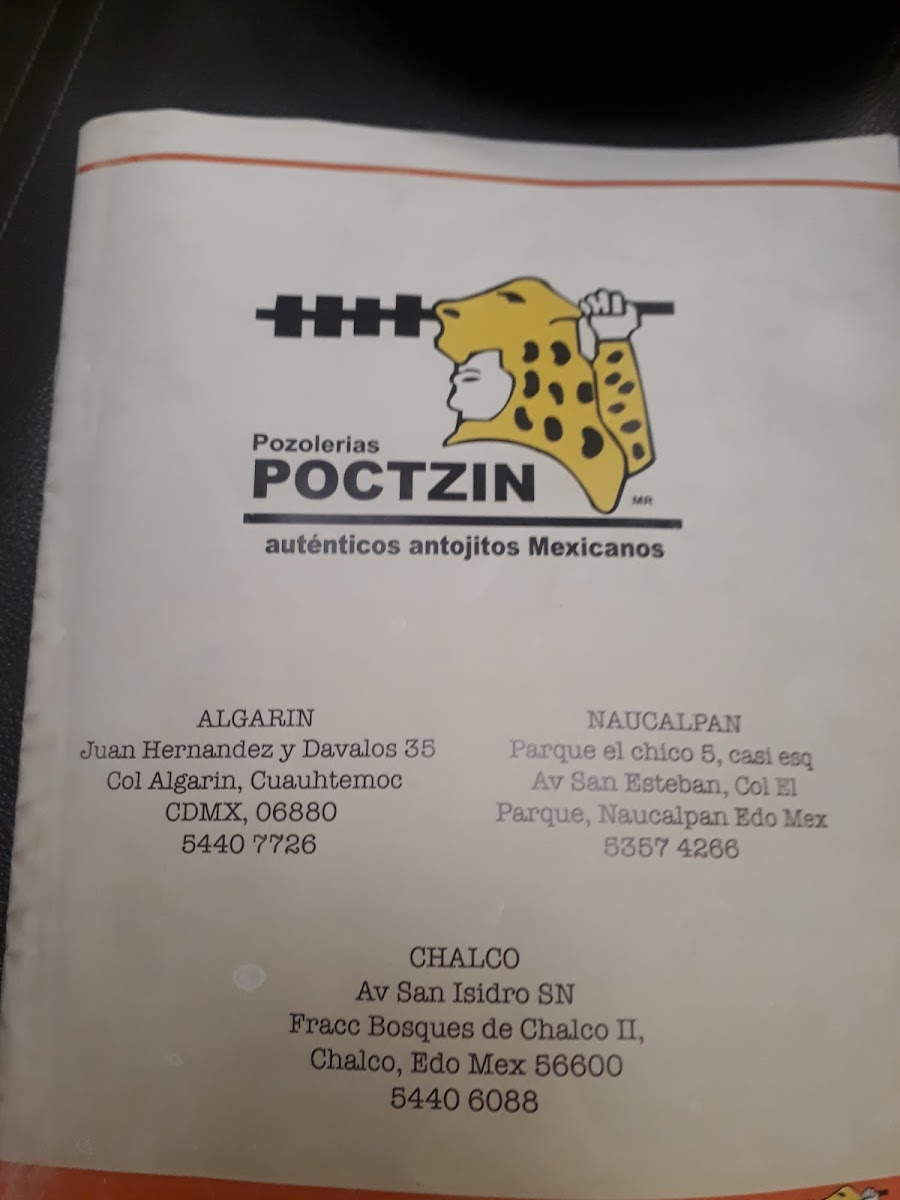 Pozolerias
POCTZIN
MR
auténticos antojitos Mexicanos
ALGARIN
Juan Hernandez y Davalos 35
Col Algarin, Cuauhtemoc
CDMX, 06880
5440 7726
NAUCALPAN
Parque el chico 5, casi esq
Av San Esteban, Col El
Parque, Naucalpan Edo Mex
5357 4266
CHALCO
Av San Isidro SN
Fracc Bosques de Chalco II,
Chalco, Edo Mex 56600
5440 6088